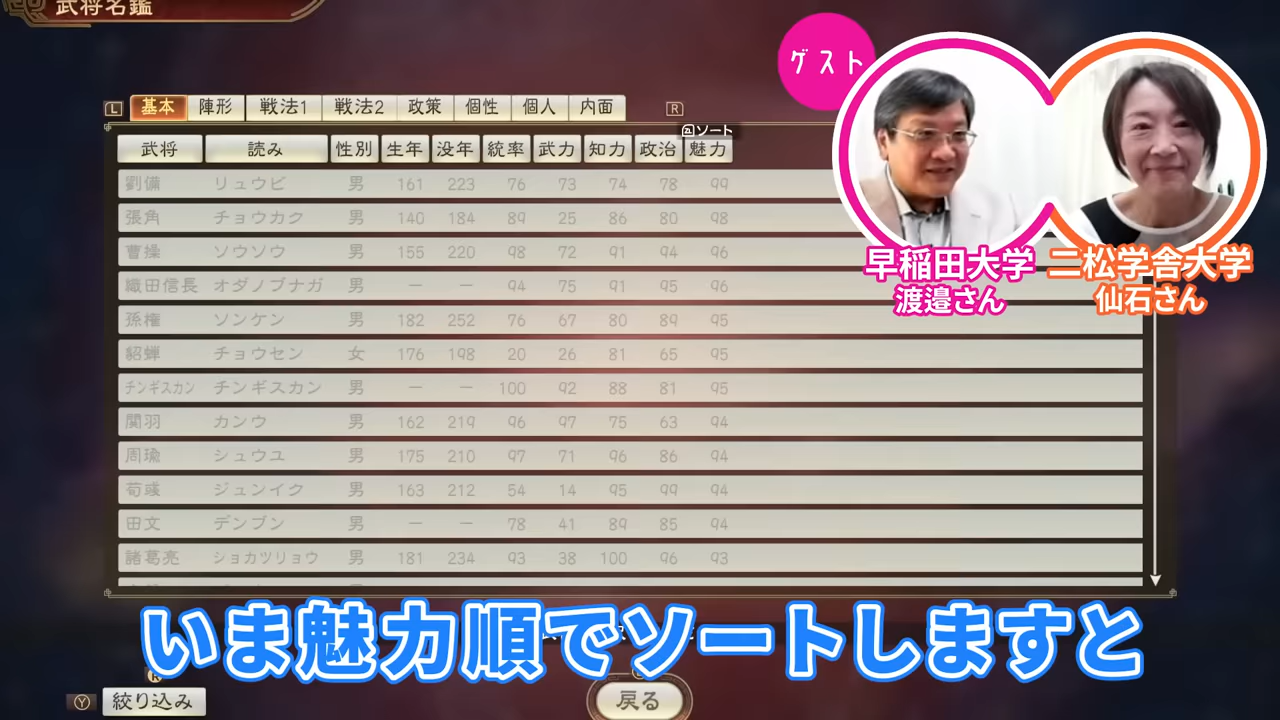 武将名鑑
ゲスト
L 基本 陣形 戦法1 戦法2 政策 個性 個人 内面 R
ソート
武将 読み 性別 生年 没年 統率 武力 知力 政治 魅力
劉備 リュウビ 男 161 223 76 73 74 78 99
張角 チョウカク 男 140 184 89 25 86 80 98
曹操 ソウソウ 男 155 220 98 72 91 94 96
織田信長 オダノブナガ 男 ー ー 94 75 91 95 96
孫権 ソンケン 男 182 252 76 67 80 89 95
貂蝉 チョウセン 女 176 198 20 26 81 65 95
チンギスカン チンギスカン 男 ー ー 100 92 88 81 95
関羽 カンウ 男 162 219 96 97 75 63 94
周瑜 シュウユ 男 175 210 97 71 96 86 94
荀彧 ジュンイク 男 163 212 54 14 95 99 94
田文 デンブン 男 ー ー 78 41 89 85 94
諸葛亮 ショカツリョウ 男 181 234 93 38 100 96 93
早稲田大学
渡邉さん
二松学舎大学
仙石さん
いま魅力順でソートしますと
Y 絞り込み
戻る